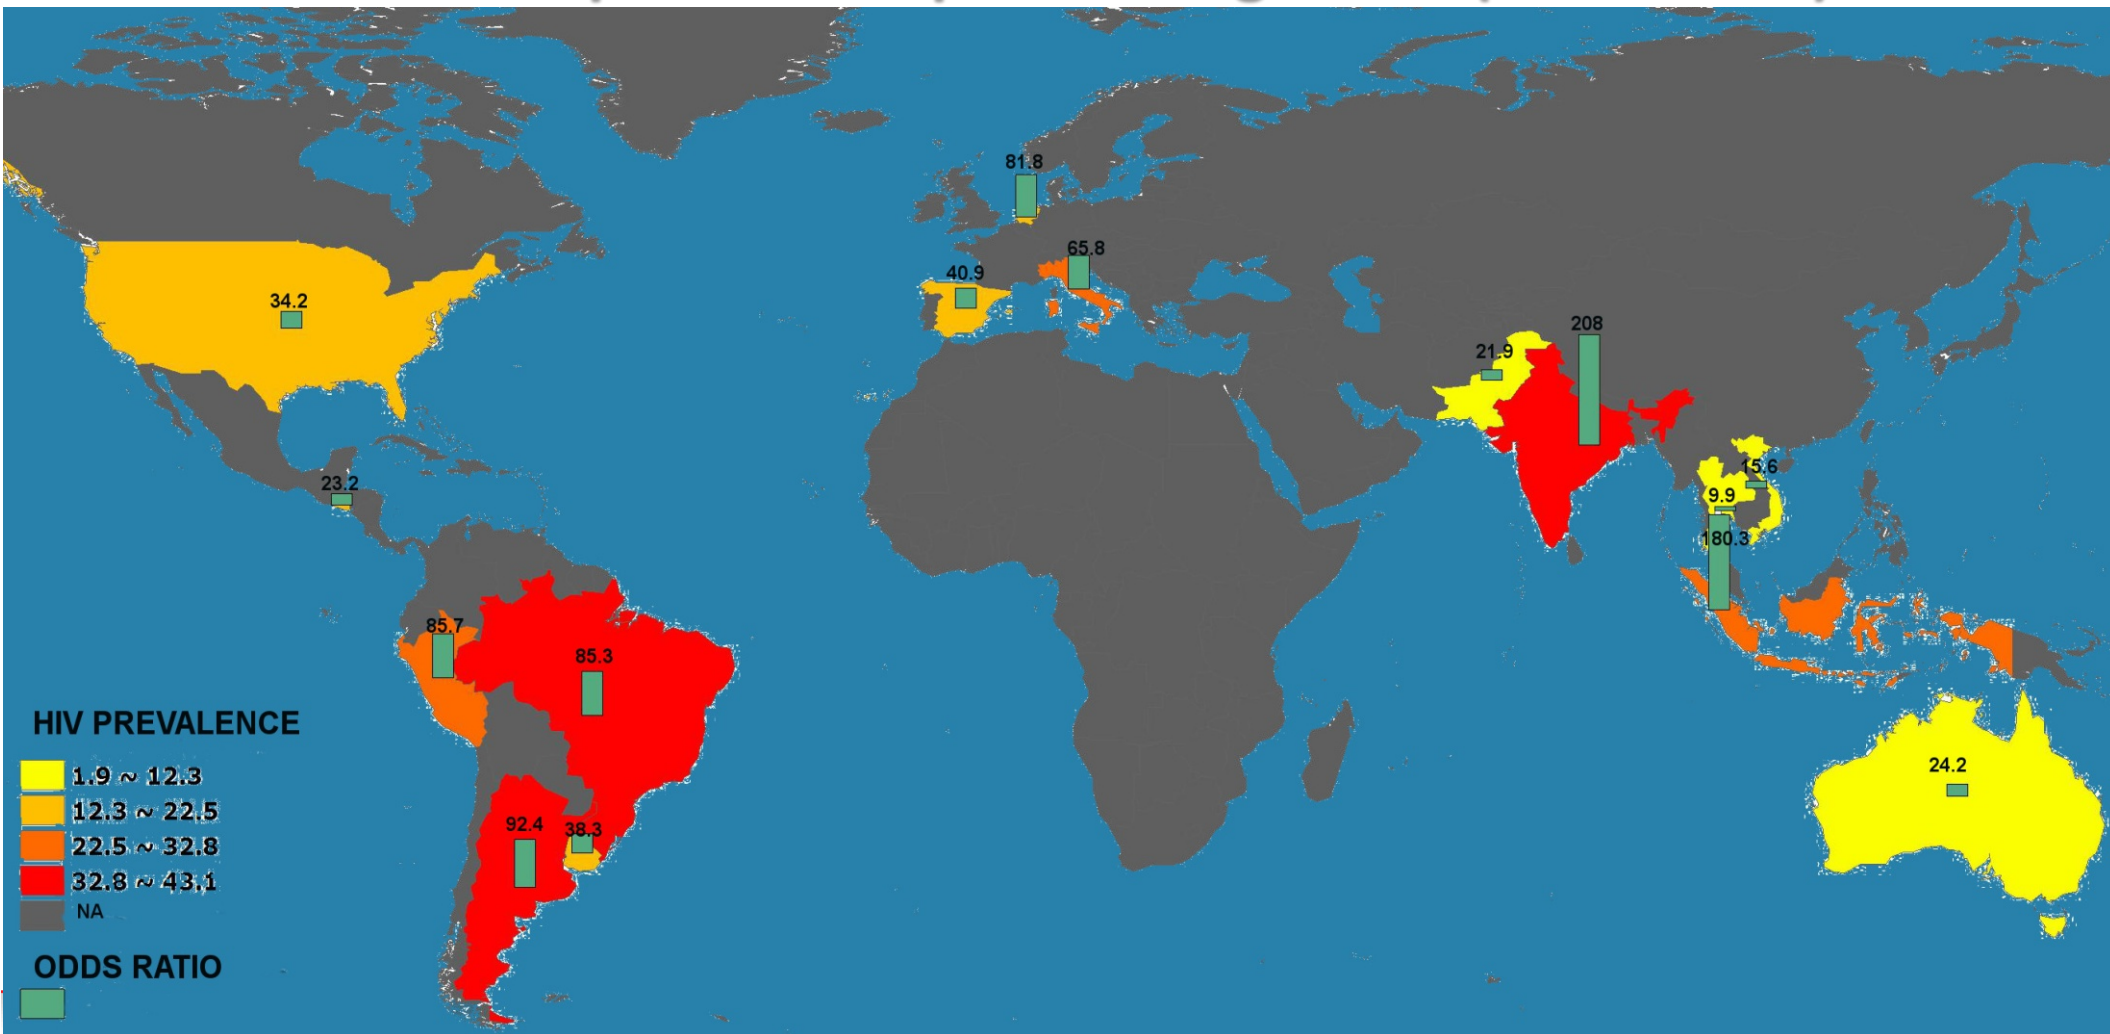 81.8
65.8
40.9
34.2
208
21.9
15.6
23.2
9.9
180.3
85.7
85.3
24.2
92.4
38.3
HIV PREVALENCE
1.9 ~ 12.3
12.3 ~ 22.5
22.5 ~ 32.8
32.8 ~ 43.1
NA
ODDS RATIO